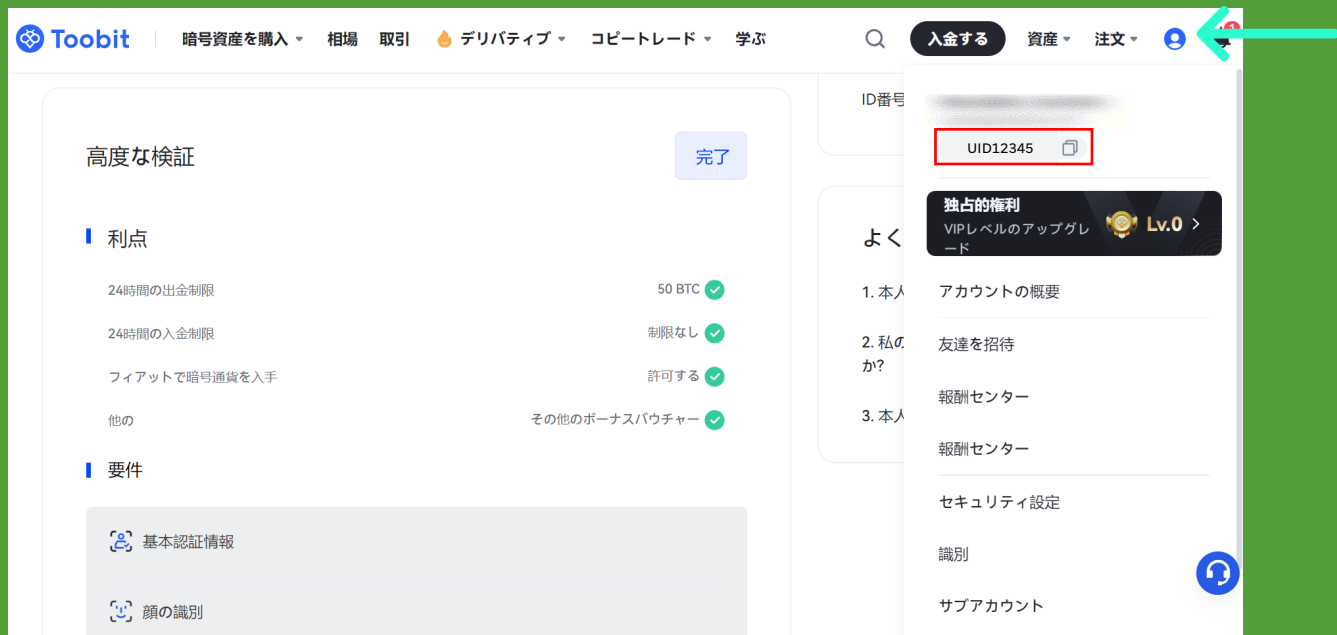 Toobit
暗号資産を購入
相場
取引
デリバティブ
コピートレード
学ぶ
入金する
資産
注文
高度な検証
完了
利点
24時間の出金制限
50 BTC
24時間の入金制限
制限なし
フィアットで暗号通貨を入手
許可する
他の
その他のボーナスバウチャー
要件
基本認証情報
顔の識別
ID番号
よく
1. 本人
2. 私の
か?
3. 本人
UID12345
独占的権利
VIPレベルのアップグレ
ード
Lv.0
アカウントの概要
友達を招待
報酬センター
報酬センター
セキュリティ設定
識別
サブアカウント